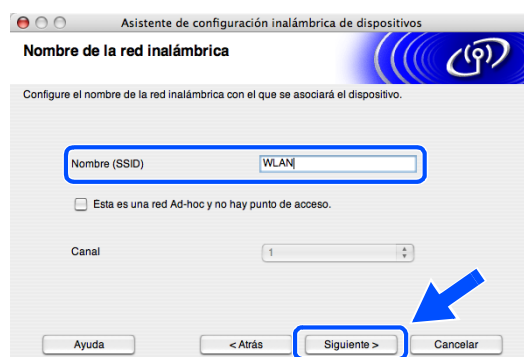 Asistente de configuración inalámbrica de dispositivos
Nombre de la red inalámbrica
Configure el nombre de la red inalámbrica con el que se asociará el dispositivo.
Nombre (SSID) WLAN
Esta es una red Ad-hoc y no hay punto de acceso.
Canal 1
Ayuda < Atrás Siguiente > Cancelar